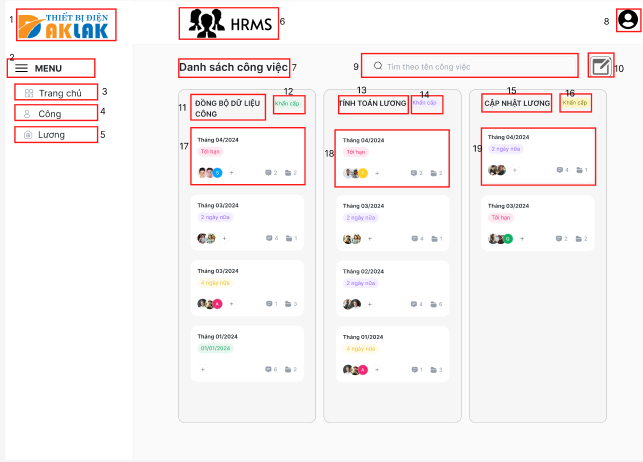 1
THIẾT BỊ ĐIỆN
ĐAKLAK
HRMS
6
8
2
MENU
Danh sách công việc
7
9
Tìm theo tên công việc
10
Trang chủ
3
Công
4
Lương
5
11
ĐỒNG BỘ DỮ LIỆU
CÔNG
12
Khẩn cấp
17
Tháng 04/2024
Tới hạn
G
+
2
2
Tháng 03/2024
2 ngày nữa
+
4
1
Tháng 03/2024
4 ngày nữa
A
+
1
3
Tháng 01/2024
01/01/2024
+
6
2
13
TÍNH TOÁN LƯƠNG
14
Khẩn cấp
18
Tháng 04/2024
Tới hạn
+
2
2
Tháng 03/2024
2 ngày nữa
+
4
1
Tháng 02/2024
2 ngày nữa
+
4
6
Tháng 01/2024
4 ngày nữa
A
+
1
3
15
CẬP NHẬT LƯƠNG
16
Khẩn cấp
19
Tháng 04/2024
2 ngày nữa
+
4
1
Tháng 03/2024
Tới hạn
G
+
2
2